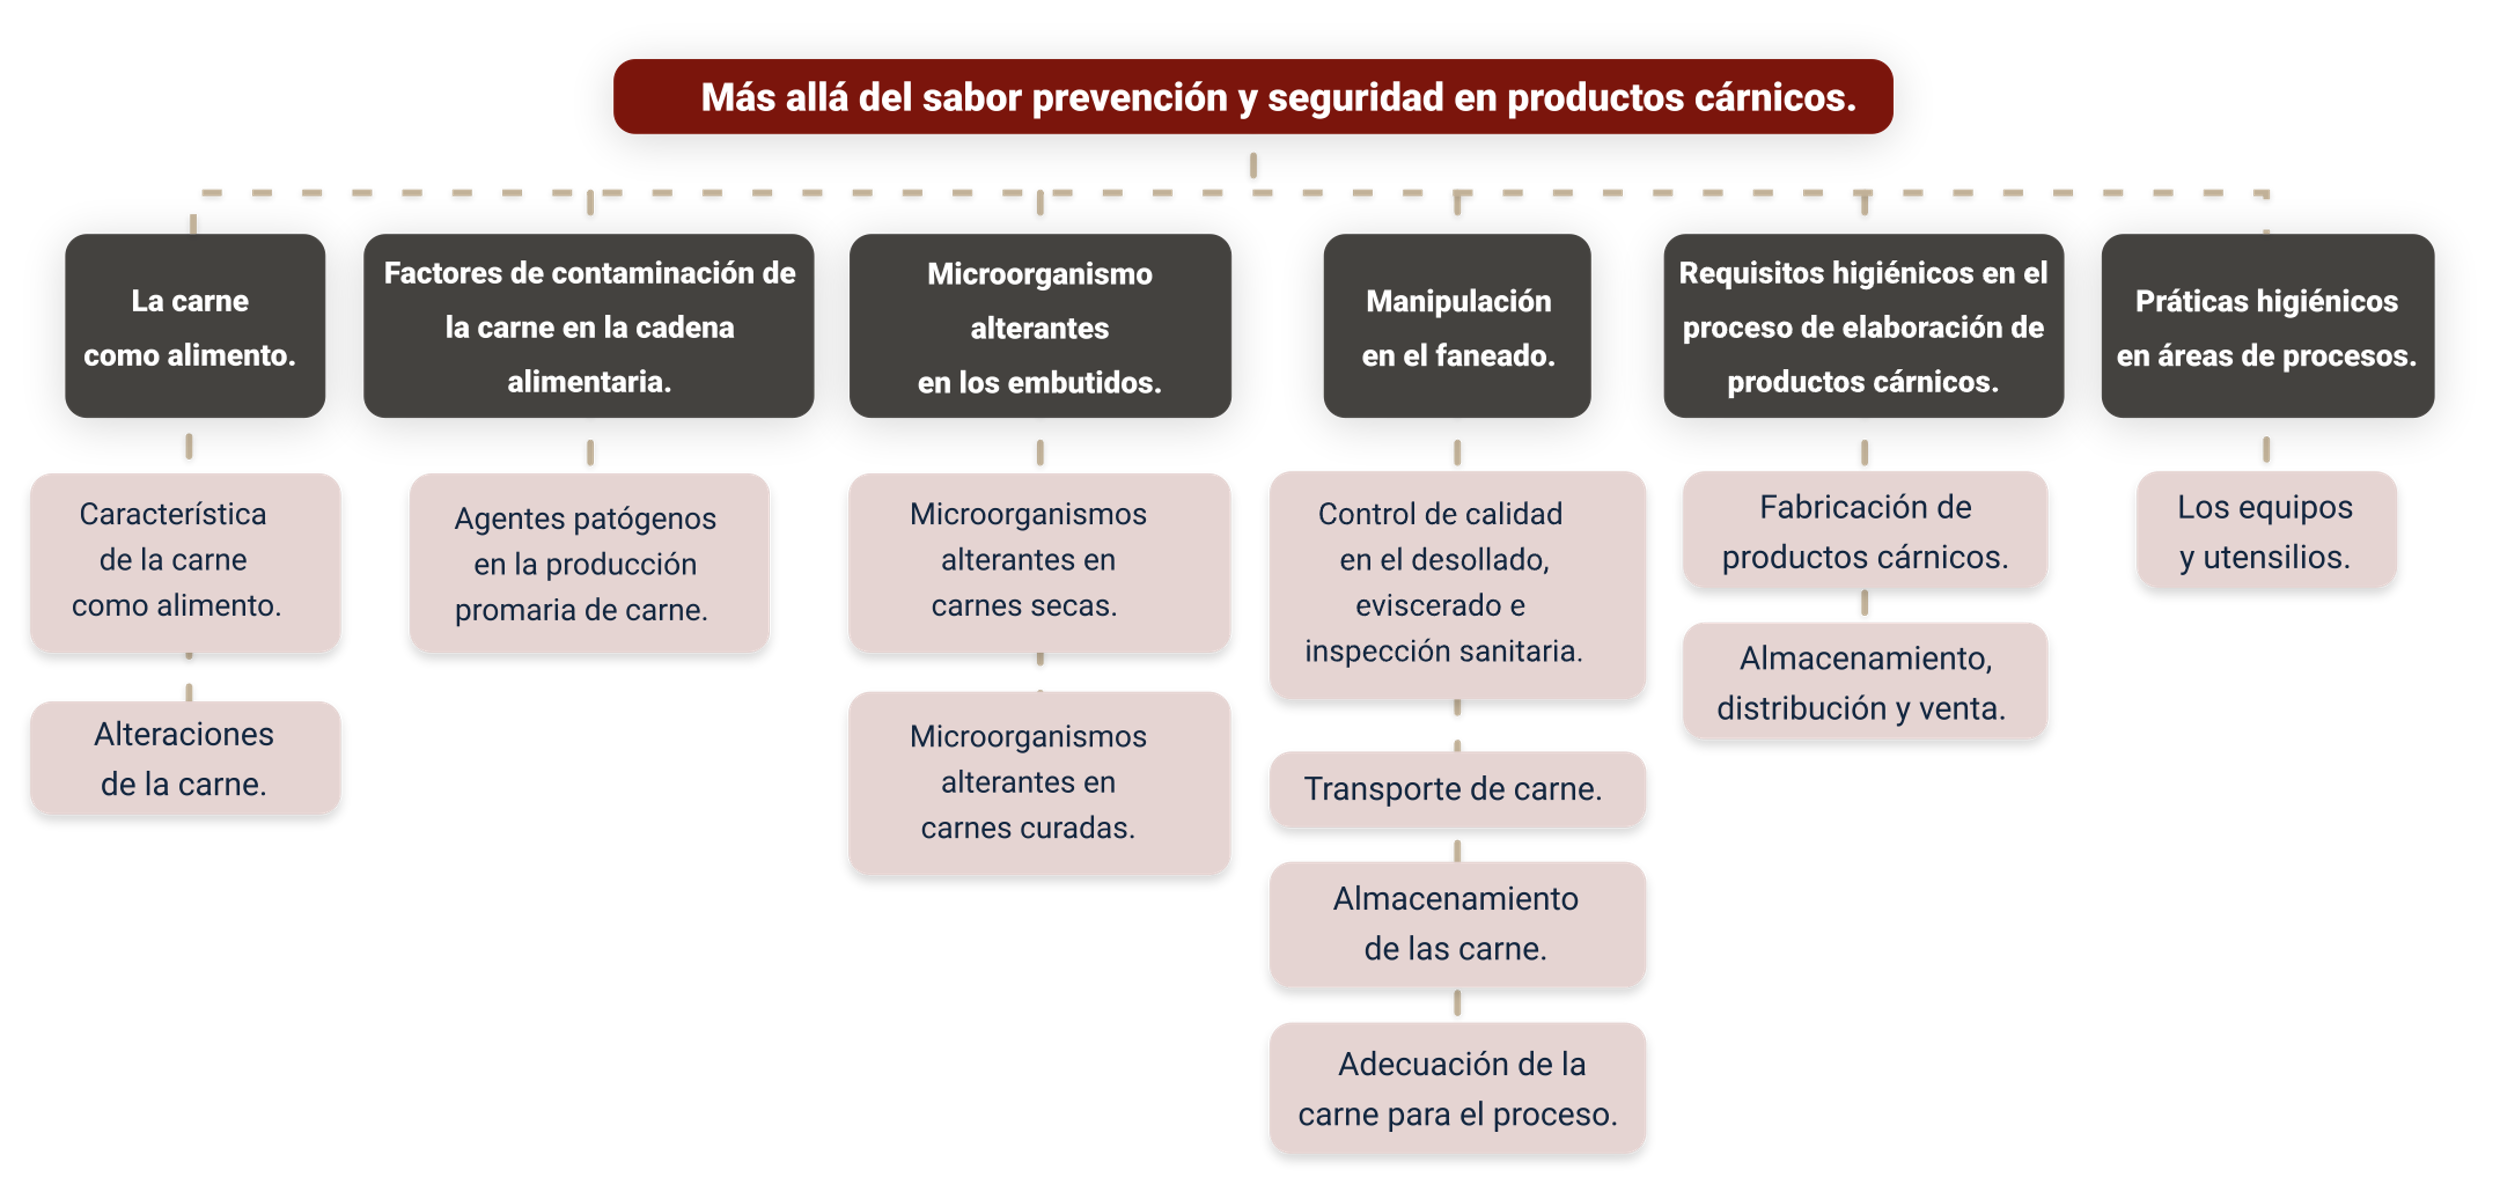 Más allá del sabor prevención y seguridad en productos cárnicos.
La carne
como alimento.
Factores de contaminación de
la carne en la cadena
alimentaria.
Microorganismo
alterantes
en los embutidos.
Manipulación
en el faneado.
Requisitos higiénicos en el
proceso de elaboración de
productos cárnicos.
Práticas higiénicos
en áreas de procesos.
Característica
de la carne
como alimento.
Alteraciones
de la carne.
Agentes patógenos
en la producción
promaria de carne.
Microorganismos
alterantes en
carnes secas.
Microorganismos
alterantes en
carnes curadas.
Control de calidad
en el desollado,
eviscerado e
inspección sanitaria.
Transporte de carne.
Almacenamiento
de las carne.
Adecuación de la
carne para el proceso.
Fabricación de
productos cárnicos.
Almacenamiento,
distribución y venta.
Los equipos
y utensilios.